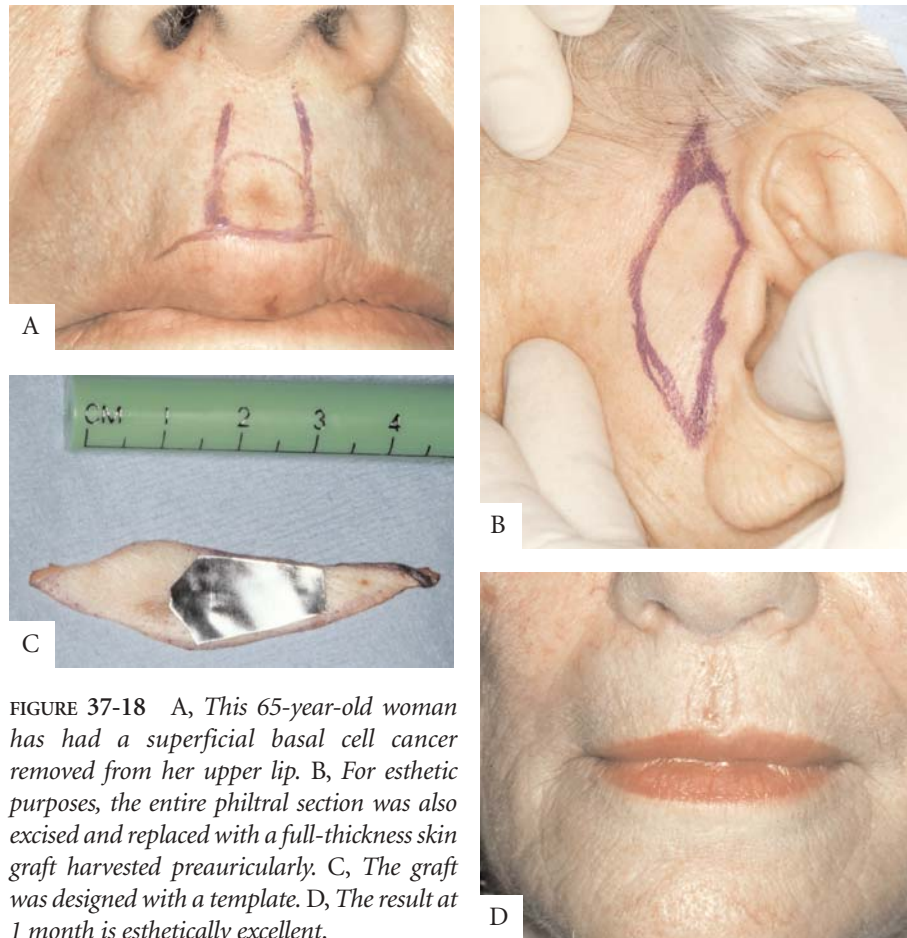 A
B
CM 1 2 3 4
C
D
FIGURE 37-18 A, This 65-year-old woman
has had a superficial basal cell cancer
removed from her upper lip. B, For esthetic
purposes, the entire philtral section was also
excised and replaced with a full-thickness skin
graft harvested preauricularly. C, The graft
was designed with a template. D, The result at
1 month is esthetically excellent.